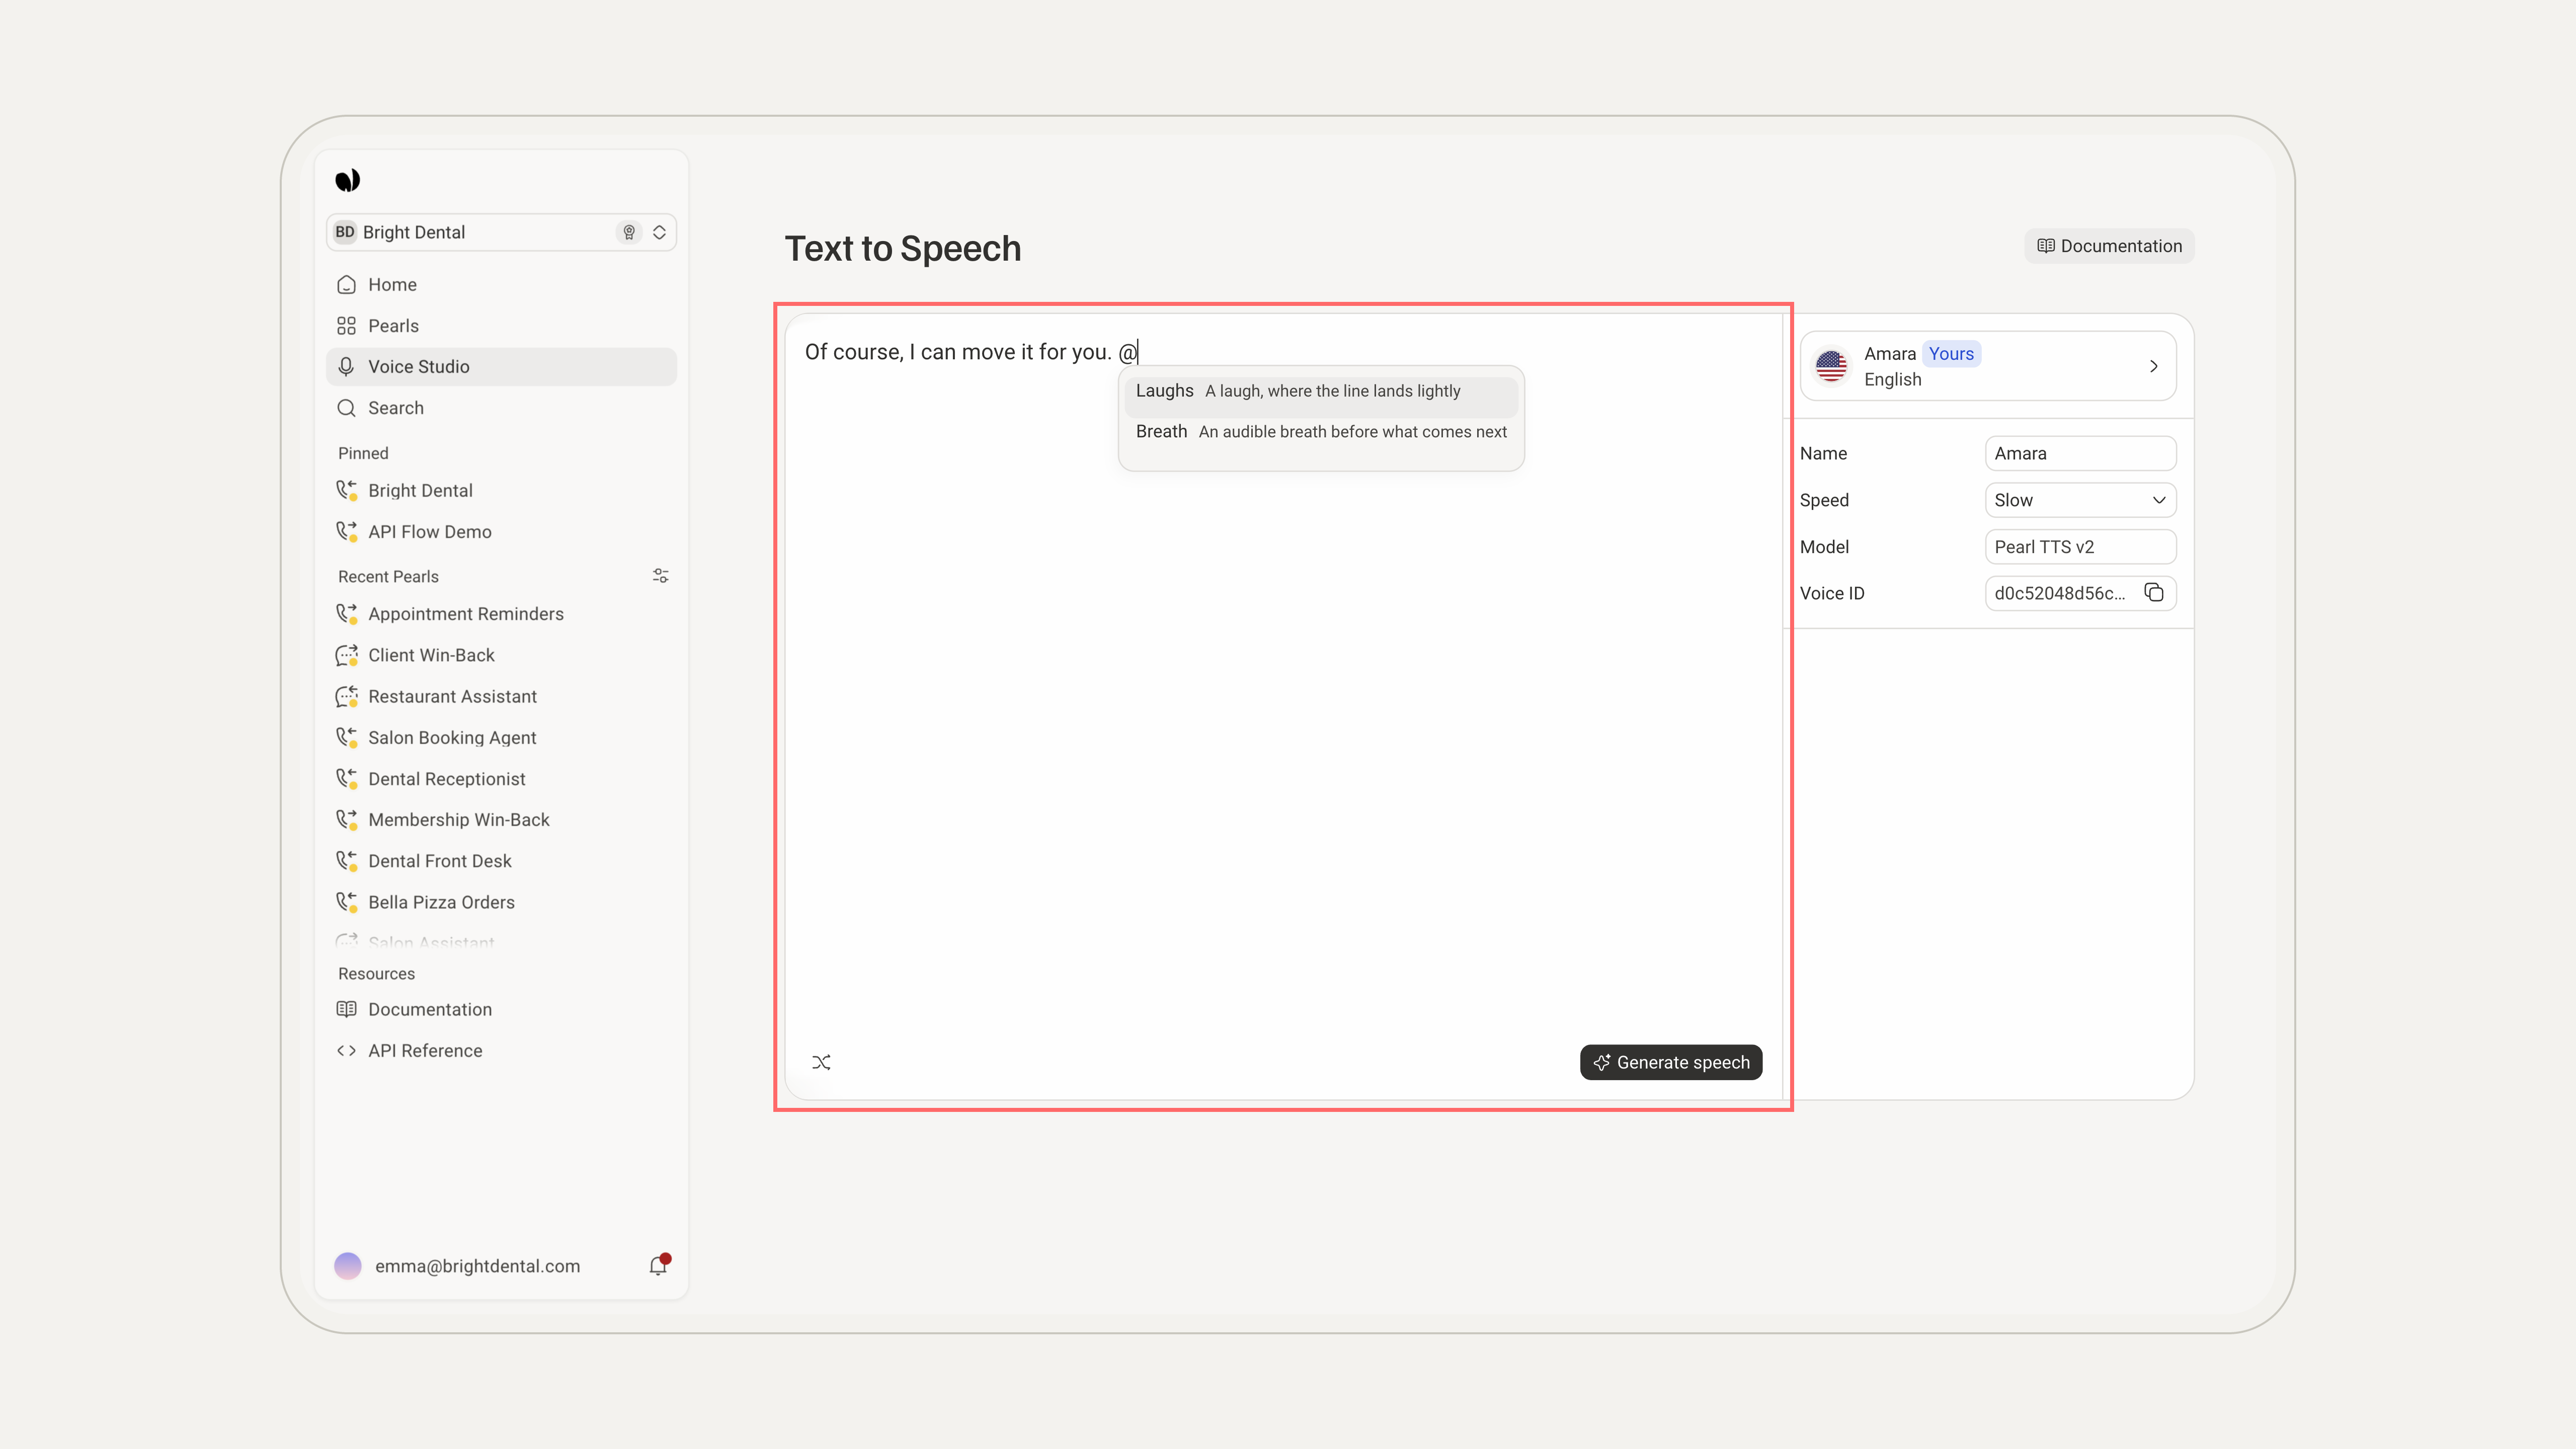 BD Bright Dental
Home
Pearls
Voice Studio
Search
Pinned
Bright Dental
API Flow Demo
Recent Pearls
Appointment Reminders
Client Win-Back
Restaurant Assistant
Salon Booking Agent
Dental Receptionist
Membership Win-Back
Dental Front Desk
Bella Pizza Orders
Salon Assistant
Resources
Documentation
API Reference
emma@brightdental.com
Text to Speech
Documentation
Of course, I can move it for you. @
Laughs A laugh, where the line lands lightly
Breath An audible breath before what comes next
Generate speech
Amara Yours
English
Name Amara
Speed Slow
Model Pearl TTS v2
Voice ID d0c52048d56c...